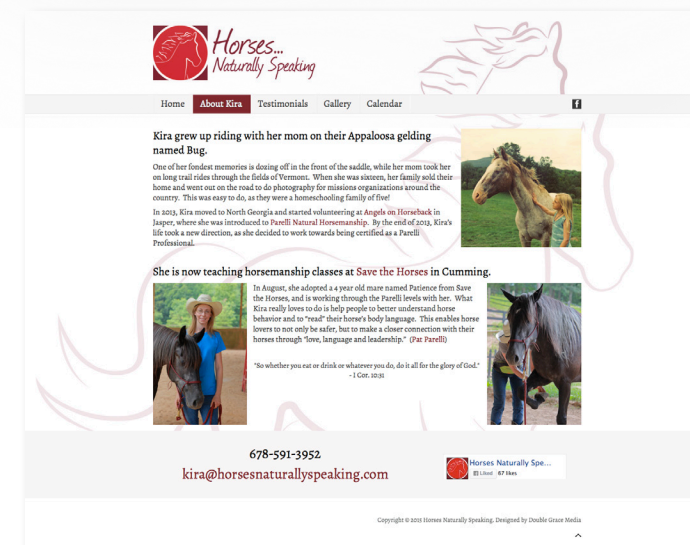 Horses...
Naturally Speaking
Home About Kira Testimonials Gallery Calendar f
Kira grew up riding with her mom on their Appaloosa gelding
named Bug.
One of her fondest memories is dozing off in the front of the saddle, while her mom took her
on long trail rides through the fields of Vermont. When she was sixteen, her family sold their
home and went out on the road to do photography for missions organizations around the
country. This was easy to do, as they were a homeschooling family of five!
In 2013, Kira moved to North Georgia and started volunteering at Angels on Horseback in
Jasper, where she was introduced to Parelli Natural Horsemanship. By the end of 2013, Kira's
life took a new direction, as she decided to work towards being certified as a Parelli
Professional.
She is now teaching horsemanship classes at Save the Horses in Cumming.
In August, she adopted a 4 year old mare named Patience from Save
the Horses, and is working through the Parelli levels with her. What
Kira really loves to do is help people to better understand horse
behavior and to "read" their horse's body language. This enables horse
lovers to not only be safer, but to make a closer connection with their
horses through "love, language and leadership." (Pat Parelli)
"So whether you eat or drink or whatever you do, do it all for the glory of God."
- I Cor. 10:31
678-591-3952
kira@horsesnaturallyspeaking.com
Horses Naturally Spe...
Liked 67 likes
Copyright © 2015 Horses Naturally Speaking. Designed by Double Grace Media